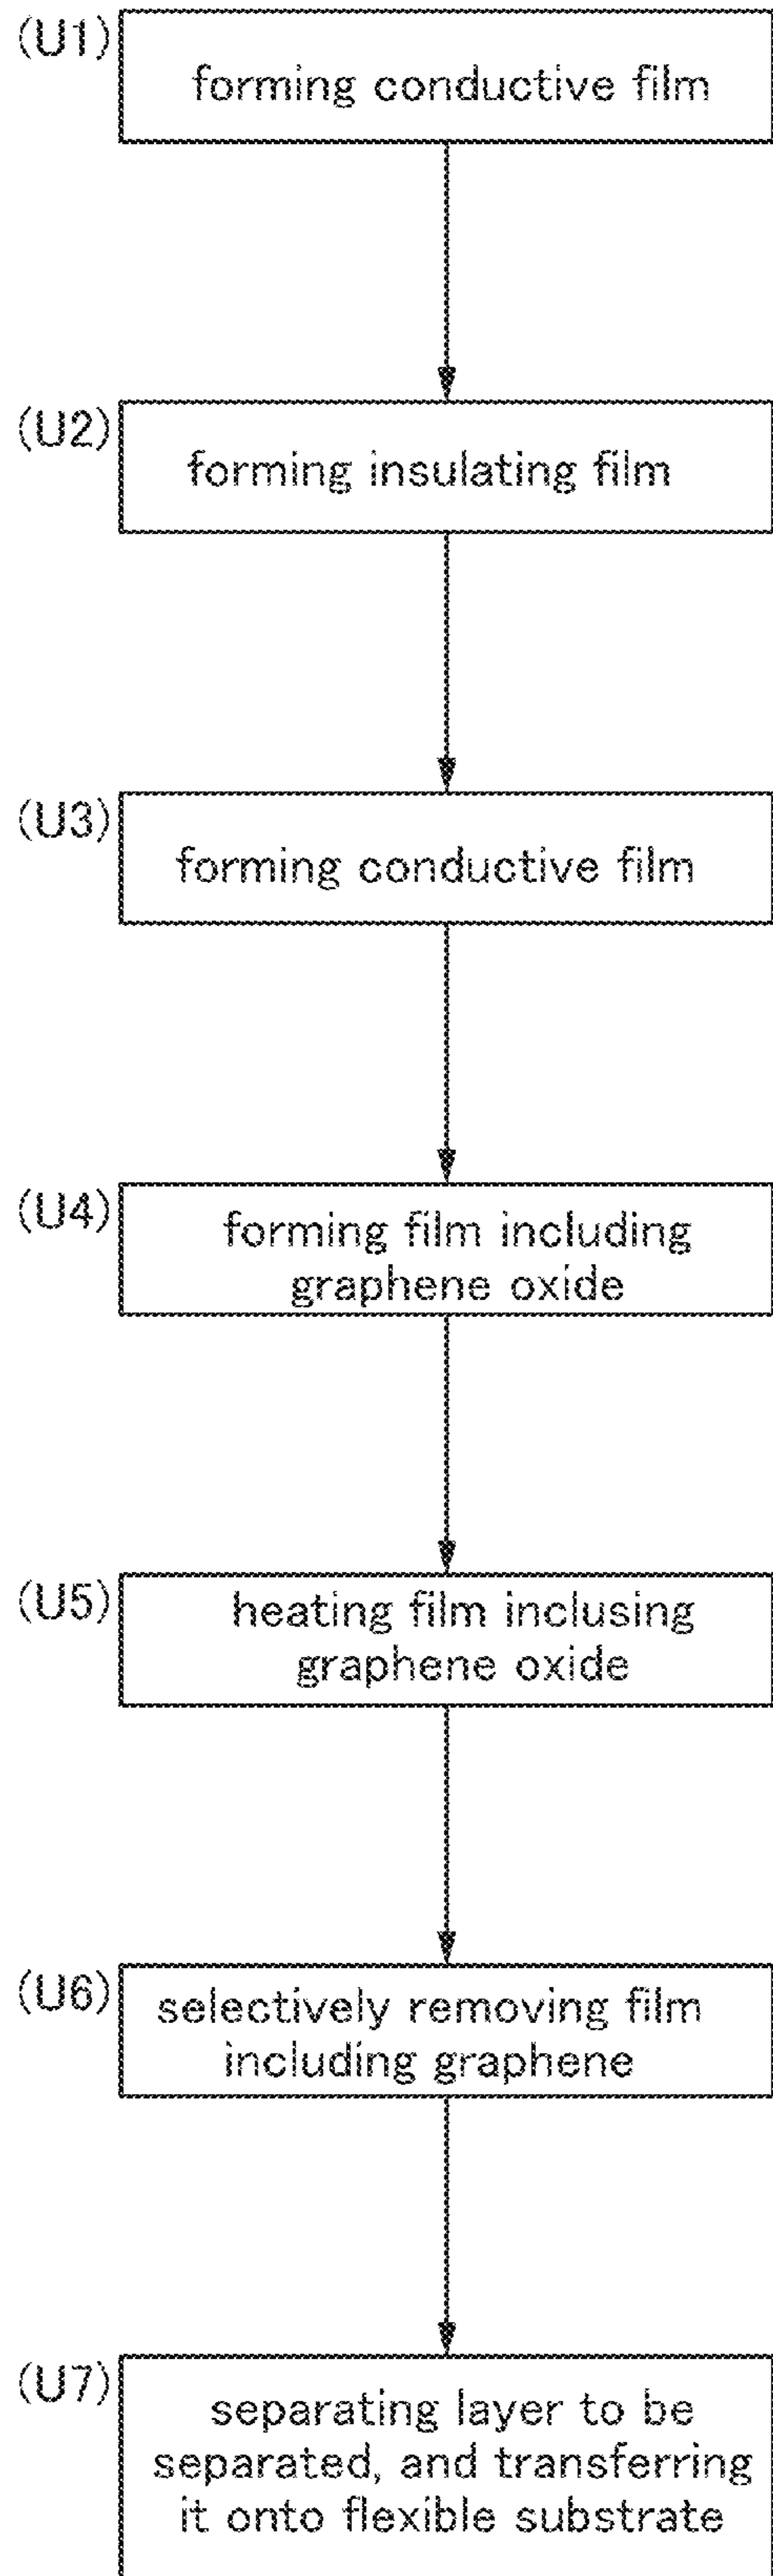 (U1)
forming conductive film
(U2)
forming insulating film
(U3)
forming conductive film
(U4)
forming film including
graphene oxide
(U5)
heating film inclusing
graphene oxide
(U6)
selectively removing film
including graphene
(U7)
separating layer to be
separated, and transferring
it onto flexible substrate